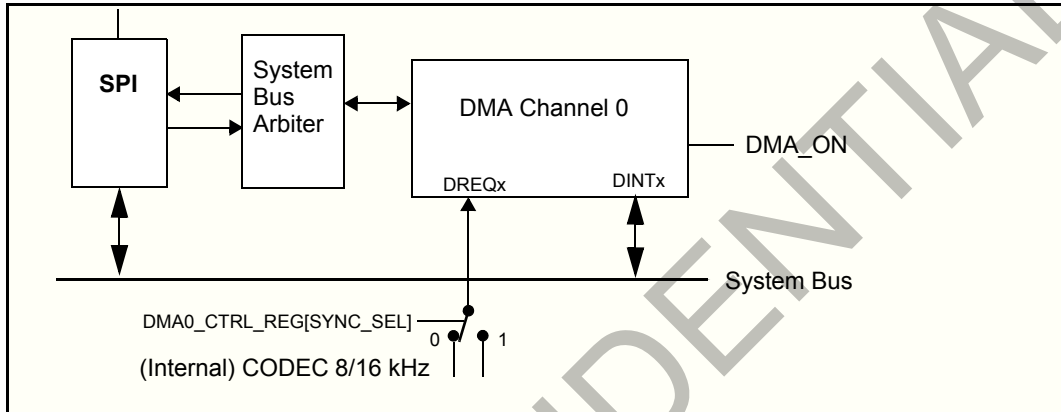 SPI
System
Bus
Arbiter
DMA Channel 0
DREQx
DINTx
DMA_ON
System Bus
DMA0_CTRL_REG[SYNC_SEL]
0
1
(Internal) CODEC 8/16 kHz
IDENTIAL